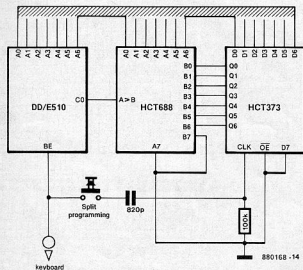 A0 A1 A2 A3 A4 A5 A6
A0 A1 A2 A3 A4 A5 A6
D0 D1 D2 D3 D4 D5 D6
DD/E510
C0
A>B
HCT688
B0
B1
B2
B3
B4
B5
B6
B7
Q0
Q1
Q2
Q3
Q4
Q5
Q6
HCT373
BE
A7
CLK
OE
D7
Split
programming
820p
100k
keyboard
880168 - 14